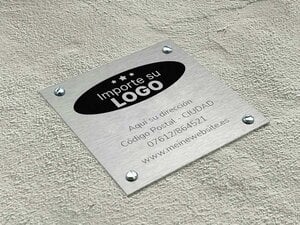 Importe su
LOGO
Aquí su dirección
Código Postal - CIUDAD
07612/864521
www.meinewebsite.es